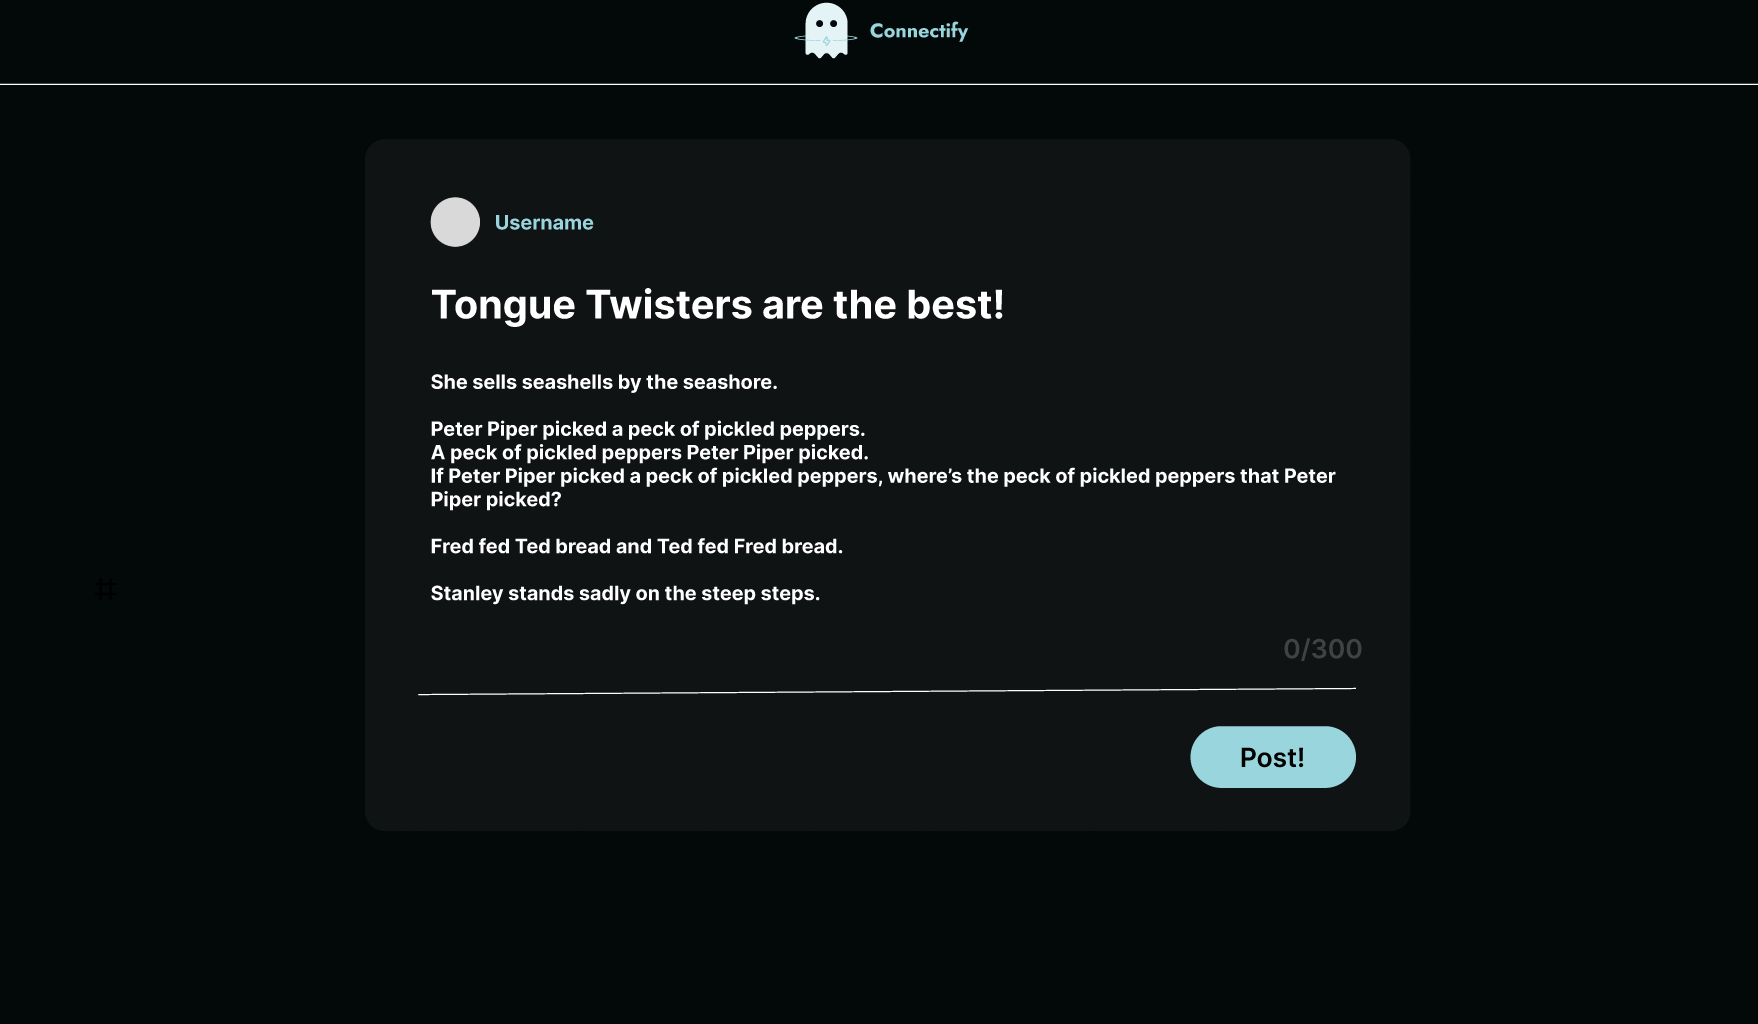 Connectify
Username
Tongue Twisters are the best!
She sells seashells by the seashore.
Peter Piper picked a peck of pickled peppers.
A peck of pickled peppers Peter Piper picked.
If Peter Piper picked a peck of pickled peppers, where’s the peck of pickled peppers that Peter
Piper picked?
Fred fed Ted bread and Ted fed Fred bread.
#
Stanley stands sadly on the steep steps.
0/300
Post!